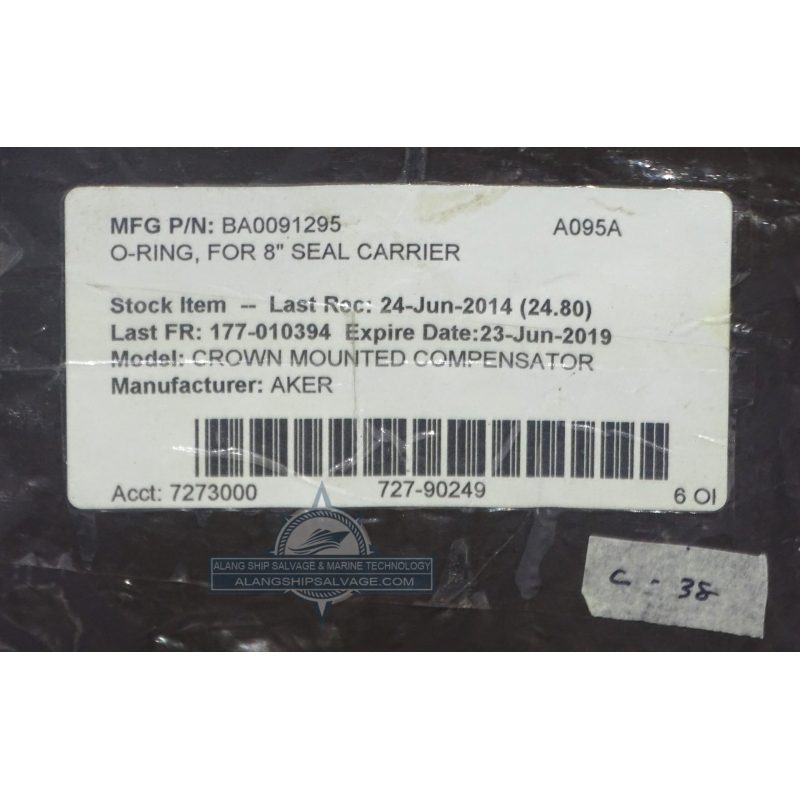 MFG P/N: BA0091295 A095A
O-RING, FOR 8" SEAL CARRIER
Stock Item -- Last Rec: 24-Jun-2014 (24.80)
Last FR: 177-010394 Expire Date:23-Jun-2019
Model: CROWN MOUNTED COMPENSATOR
Manufacturer: AKER
Acct: 7273000 727-90249 6 OI
ALANG SHIP SALVAGE & MARINE TECHNOLOGY
ALANGSHIPSALVAGE.COM
C - 38